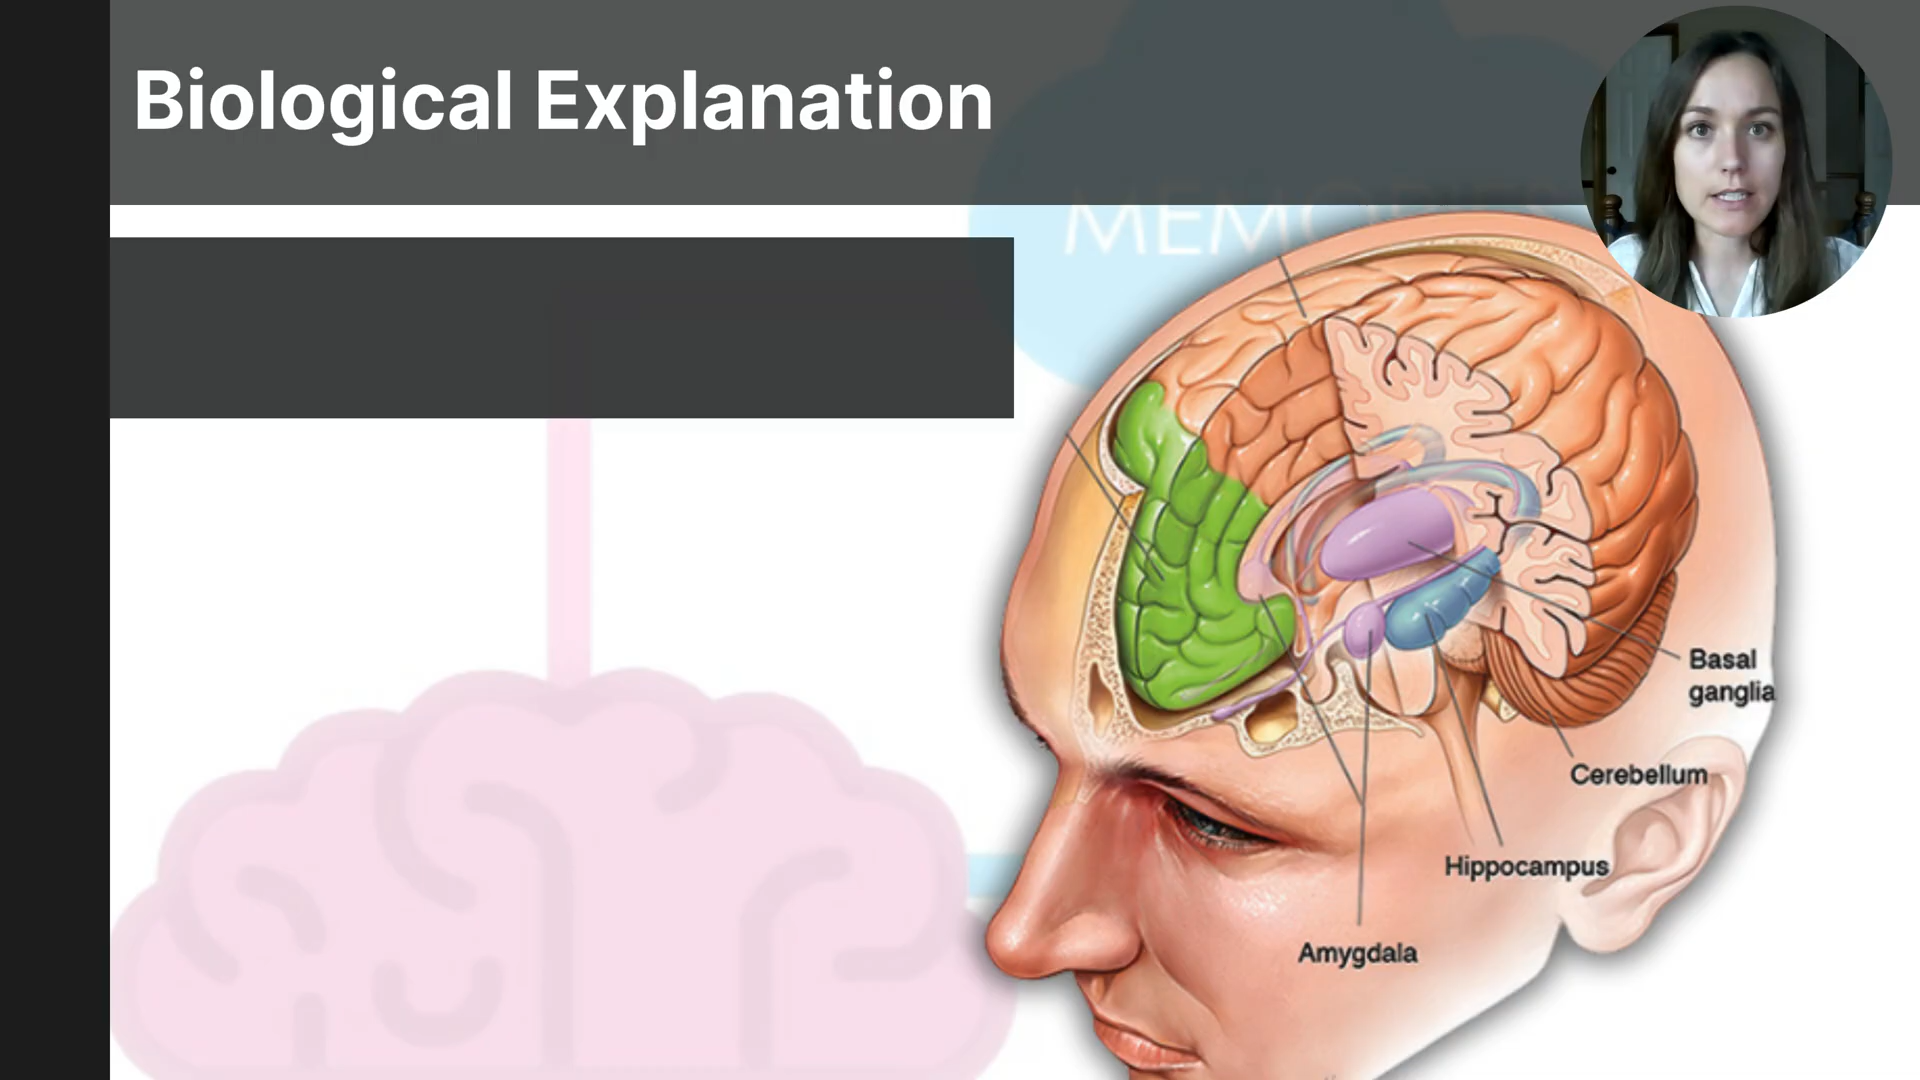 Biological Explanation
Basal
ganglia
Cerebellum
Hippocampus
Amygdala